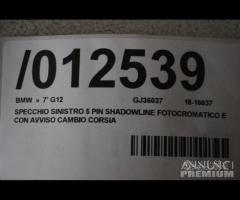 /012539
BMW » 7' G12 GJ36037 18-16037
SPECCHIO SINISTRO 5 PIN SHADOWLINE FOTOCROMATICO E
CON AVVISO CAMBIO CORSIA
ANNUNCI
PREMIUM